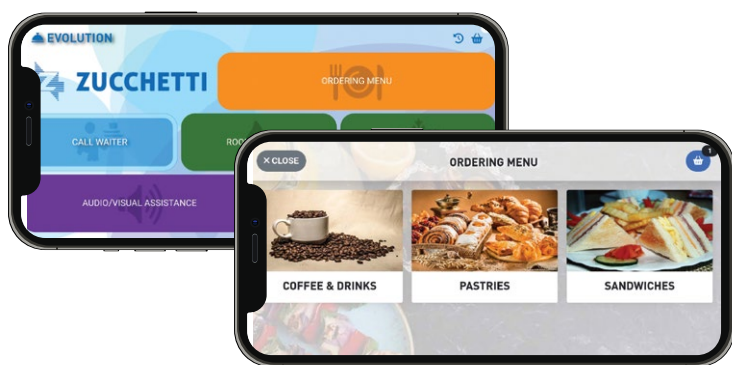 EVOLUTION
ZUCCHETTI
ORDERING MENU
CALL WAITER
AUDIO/VISUAL ASSISTANCE
× CLOSE
ORDERING MENU
1
COFFEE & DRINKS
PASTRIES
SANDWICHES